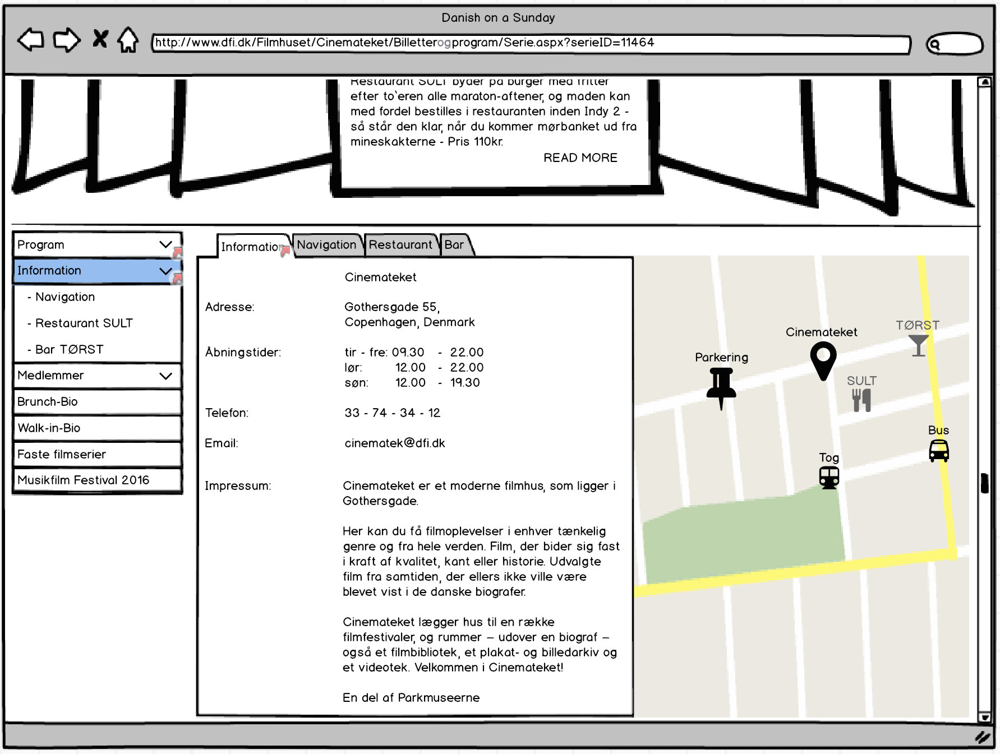 Danish on a Sunday
http://www.dfi.dk/Filmhuset/Cinemateket/Billetterogprogram/Serie.aspx?serieID=11464
Restaurant SULT byder på burger med fritter
efter to`eren alle maraton-aftener, og maden kan
med fordel bestilles i restauranten inden Indy 2 -
så står den klar, når du kommer mørbanket ud fra
mineskakterne - Pris 110kr.
READ MORE
Program
Information
- Navigation
- Restaurant SULT
- Bar TØRST
Medlemmer
Brunch-Bio
Walk-in-Bio
Faste filmserier
Musikfilm Festival 2016
Information Navigation Restaurant Bar
Cinemateket
Adresse: Gothersgade 55,
Copenhagen, Denmark
Åbningstider: tir - fre: 09.30 - 22.00
lør: 12.00 - 22.00
søn: 12.00 - 19.30
Telefon: 33 - 74 - 34 - 12
Email: cinematek@dfi.dk
Impressum: Cinemateket er et moderne filmhus, som ligger i
Gothersgade.
Her kan du få filmoplevelser i enhver tænkelig
genre og fra hele verden. Film, der bider sig fast
i kraft af kvalitet, kant eller historie. Udvalgte
film fra samtiden, der ellers ikke ville være
blevet vist i de danske biografer.
Cinemateket lægger hus til en række
filmfestivaler, og rummer – udover en biograf –
også et filmbibliotek, et plakat- og billedarkiv og
et videotek. Velkommen i Cinemateket!
En del af Parkmuseerne
TØRST
Cinemateket
Parkering
SULT
Bus
Tog